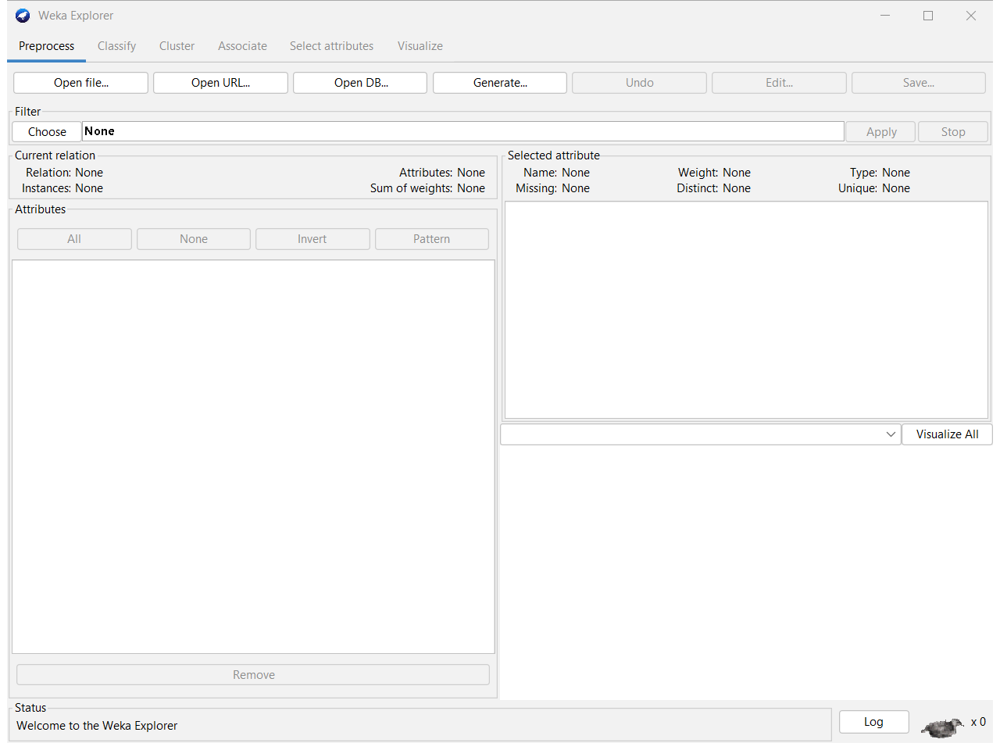 Weka Explorer
Preprocess Classify Cluster Associate Select attributes Visualize
Open file... Open URL... Open DB... Generate... Undo Edit... Save...
Filter
Choose None Apply Stop
Current relation
Relation: None Attributes: None
Instances: None Sum of weights: None
Selected attribute
Name: None Weight: None Type: None
Missing: None Distinct: None Unique: None
Attributes
All None Invert Pattern
Visualize All
Remove
Status
Welcome to the Weka Explorer
Log x 0